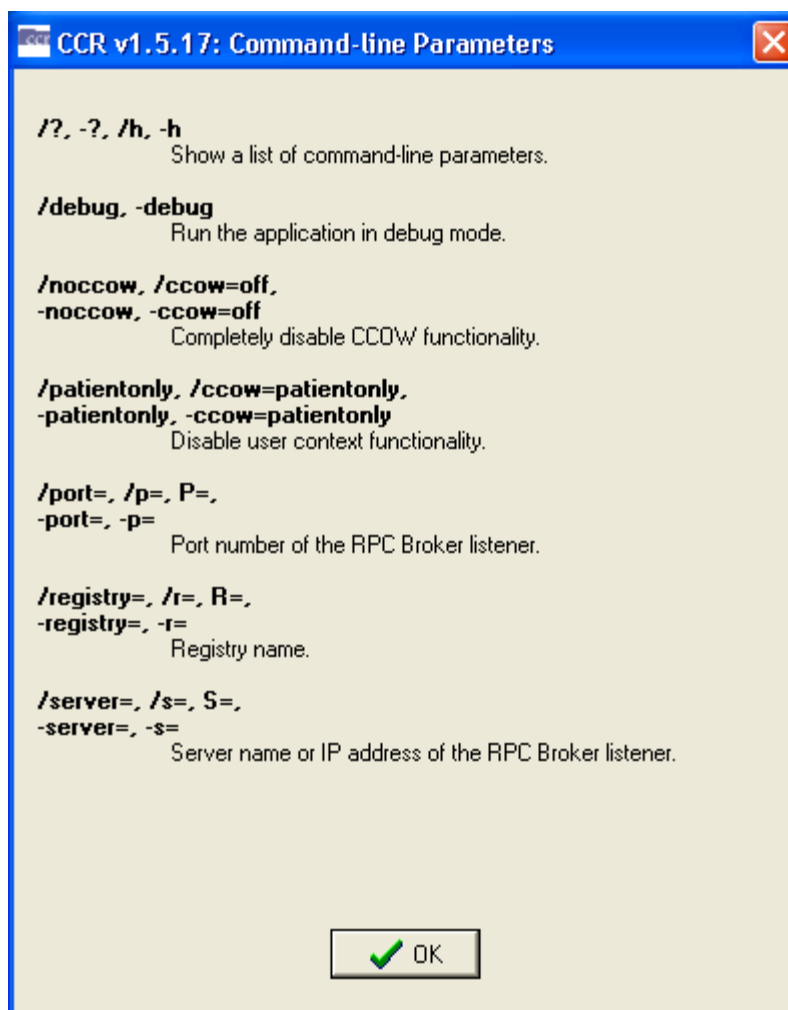 ccr CCR v1.5.17: Command-line Parameters
/?, -?, /h, -h
Show a list of command-line parameters.
/debug, -debug
Run the application in debug mode.
/noccow, /ccow=off,
-noccow, -ccow=off
Completely disable CCOW functionality.
/patientonly, /ccow=patientonly,
-patientonly, -ccow=patientonly
Disable user context functionality.
/port=, /p=, P=,
-port=, -p=
Port number of the RPC Broker listener.
/registry=, /r=, R=,
-registry=, -r=
Registry name.
/server=, /s=, S=,
-server=, -s=
Server name or IP address of the RPC Broker listener.
OK